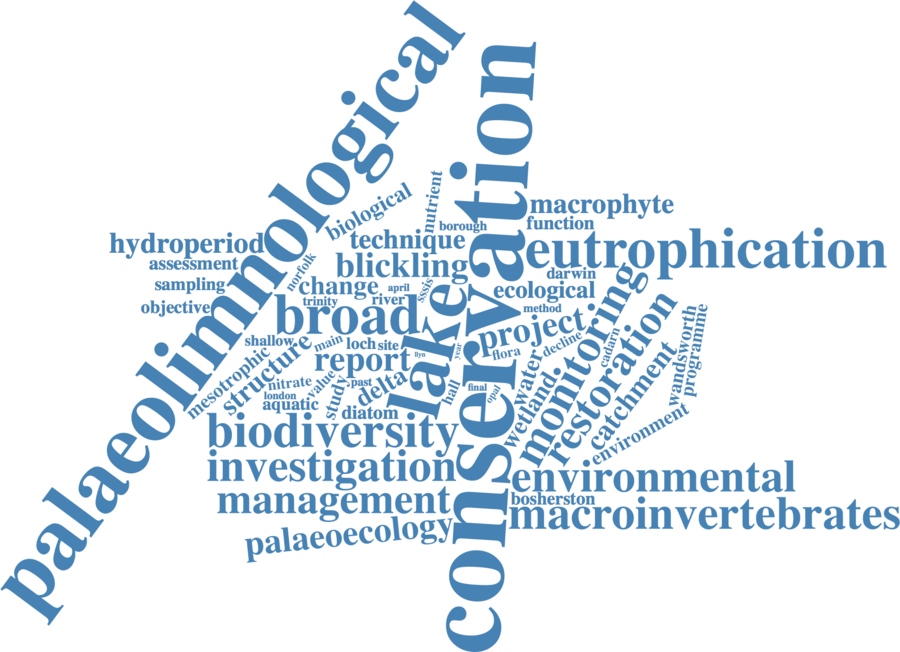 palaeolimnological
conservation
biological
nutrient
borough
macrophyte
function
hydroperiod
technique
eutrophication
assessment
norfolk
blickling
darwin
sampling
change
april
sssis
ecological
objective
trinity
river
method
broad
lake
project
monitoring
shallow
main
loch
site
decline
cadarn
wandsworth
programme
mesotrophic
structure
report
llyn
year
flora
water
restoration
catchment
nitrate
value
past
delta
hall
final
opal
london
study
aquatic
diatom
wetland
environment
biodiversity
investigation
environmental
management
bosherston
macroinvertebrates
palaeoecology